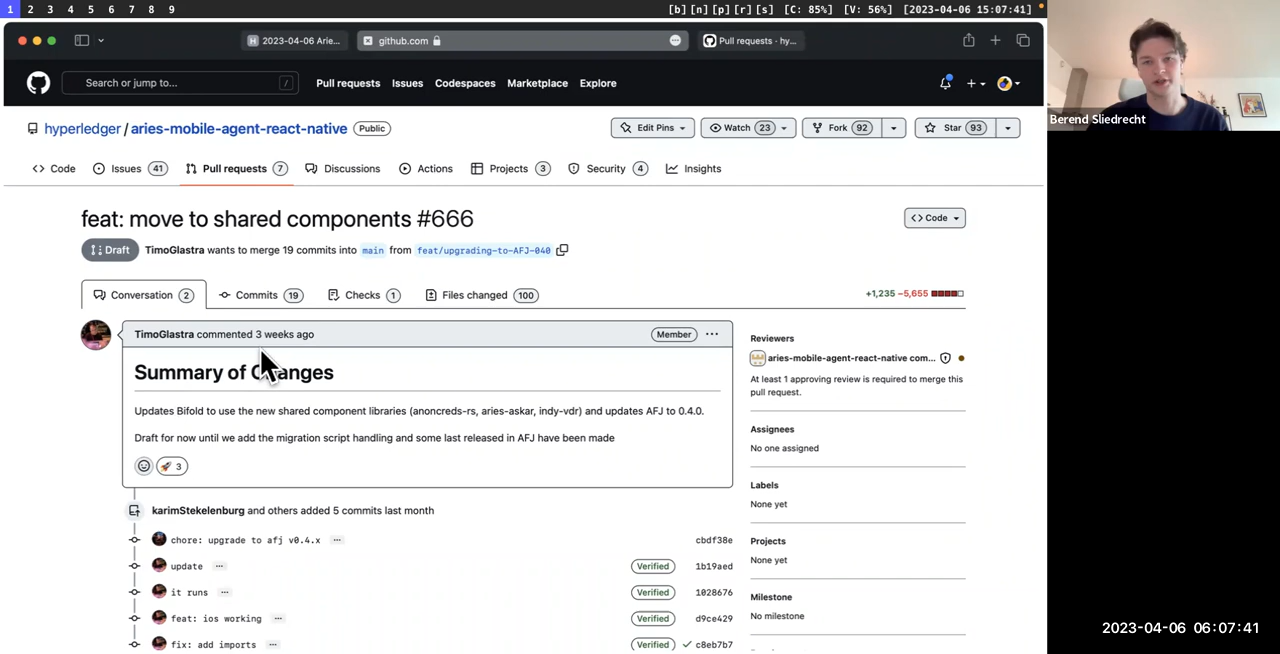 1 2 3 4 5 6 7 8 9 [b][n][p][r][s] [C: 85%] [V: 56%] [2023-04-06 15:07:41]
H 2023-04-06 Arie... github.com Pull requests · hy...
Search or jump to... / Pull requests Issues Codespaces Marketplace Explore
Berend Sliedrecht
hyperledger / aries-mobile-agent-react-native Public Edit Pins Watch 23 Fork 92 Star 93
Code Issues 41 Pull requests 7 Discussions Actions Projects 3 Security 4 Insights
feat: move to shared components #666 <> Code
Draft TimoGlastra wants to merge 19 commits into main from feat/upgrading-to-AFJ-040
Conversation 2 Commits 19 Checks 1 Files changed 100 +1,235 −5,655
TimoGlastra commented 3 weeks ago Member ...
Summary of Changes
Updates Bifold to use the new shared component libraries (anoncreds-rs, aries-askar, indy-vdr) and updates AFJ to 0.4.0.
Draft for now until we add the migration script handling and some last released in AFJ have been made
3
karimStekelenburg and others added 5 commits last month
chore: upgrade to afj v0.4.x ... cbdf38e
update ... Verified 1b19aed
it runs ... Verified 1028676
feat: ios working ... Verified d9ce429
fix: add imports ... Verified c8eb7b7
Reviewers
aries-mobile-agent-react-native com...
At least 1 approving review is required to merge this
pull request.
Assignees
No one assigned
Labels
None yet
Projects
None yet
Milestone
No milestone
2023-04-06 06:07:41